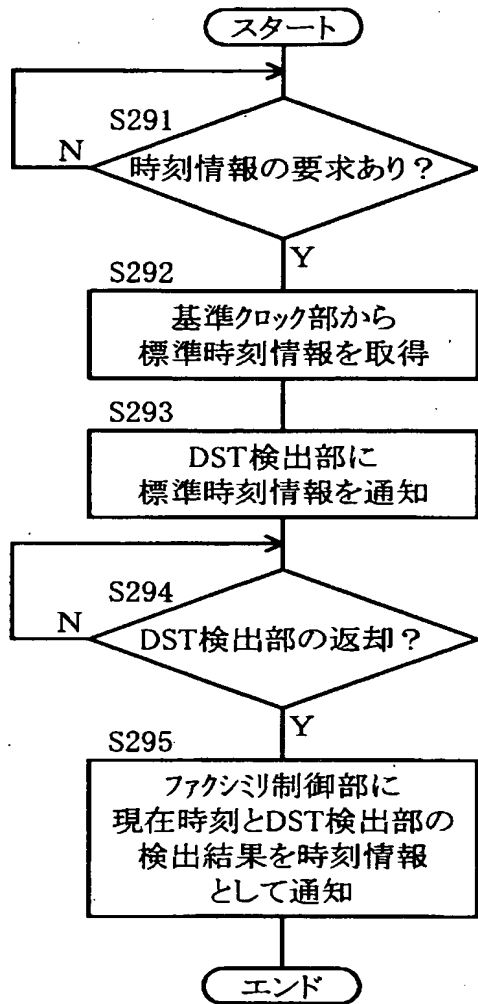 スタート
S291
N
時刻情報の要求あり？
Y
S292
基準クロック部から
標準時刻情報を取得
S293
DST検出部に
標準時刻情報を通知
S294
N
DST検出部の返却？
Y
S295
ファクシミリ制御部に
現在時刻とDST検出部の
検出結果を時刻情報
として通知
エンド